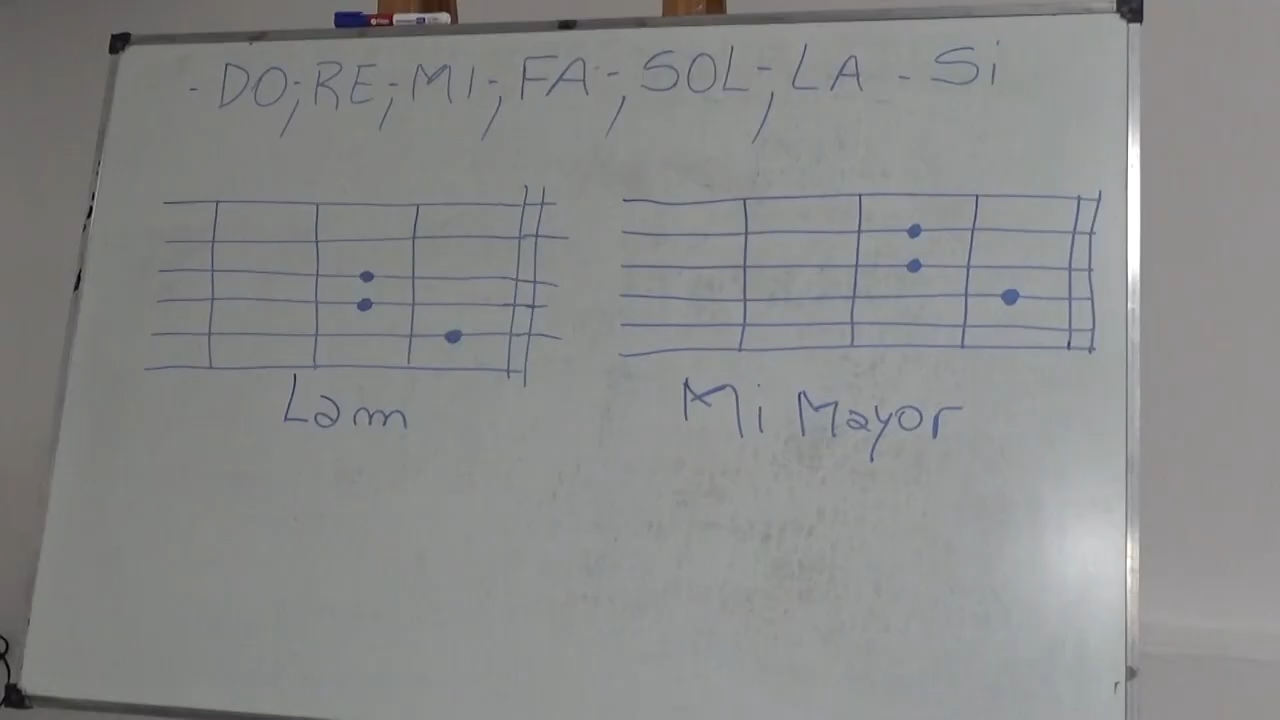 - DO, - RE, - MI -, FA -, SOL -, LA - Si
Lam
Mi Mayor